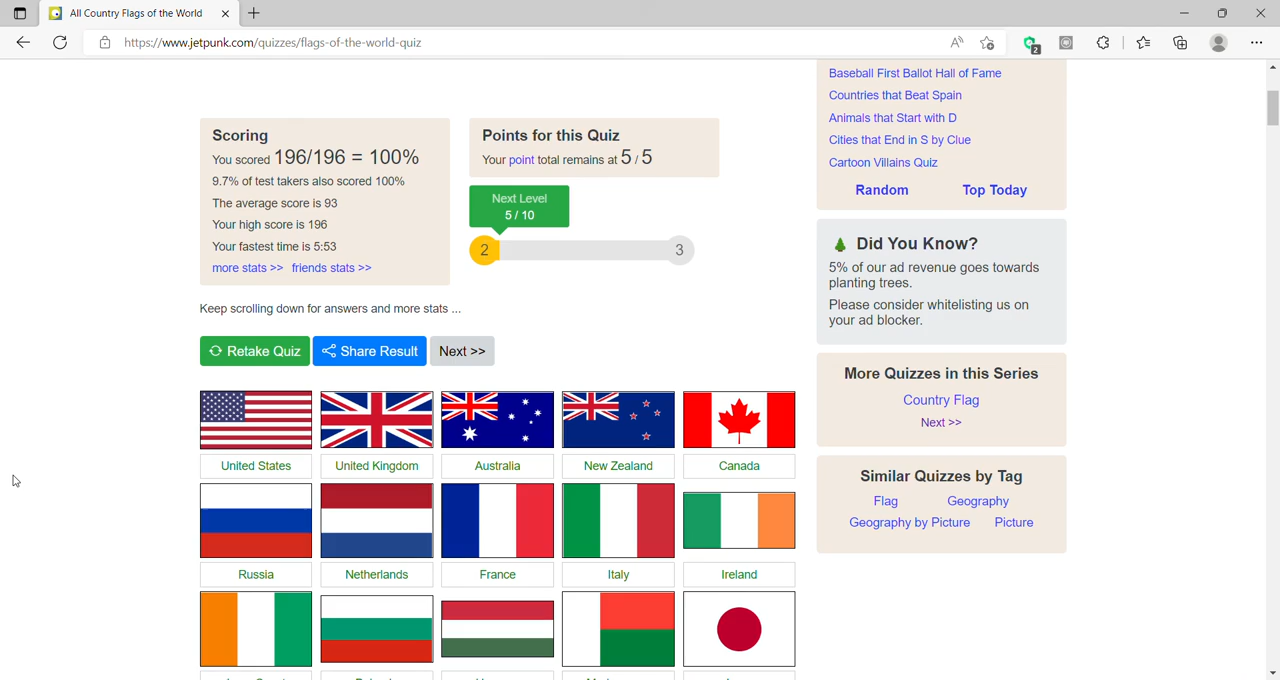 All Country Flags of the World
https://www.jetpunk.com/quizzes/flags-of-the-world-quiz
2
Scoring
You scored 196/196 = 100%
9.7% of test takers also scored 100%
The average score is 93
Your high score is 196
Your fastest time is 5:53
more stats >> friends stats >>
Points for this Quiz
Your point total remains at 5 / 5
Next Level
5 / 10
2
3
Keep scrolling down for answers and more stats ...
Retake Quiz
Share Result
Next >>
United States
United Kingdom
Australia
New Zealand
Canada
Russia
Netherlands
France
Italy
Ireland
Baseball First Ballot Hall of Fame
Countries that Beat Spain
Animals that Start with D
Cities that End in S by Clue
Cartoon Villains Quiz
Random
Top Today
Did You Know?
5% of our ad revenue goes towards
planting trees.
Please consider whitelisting us on
your ad blocker.
More Quizzes in this Series
Country Flag
Next >>
Similar Quizzes by Tag
Flag
Geography
Geography by Picture
Picture